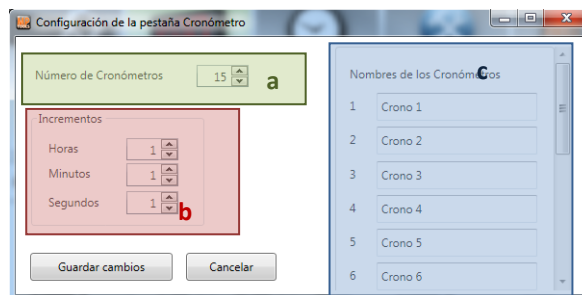 Configuración de la pestaña Cronómetro
Número de Cronómetros 15 a
Incrementos
Horas 1
Minutos 1
Segundos 1
b
Guardar cambios Cancelar
Nombres de los Cronómetros
c
1 Crono 1
2 Crono 2
3 Crono 3
4 Crono 4
5 Crono 5
6 Crono 6